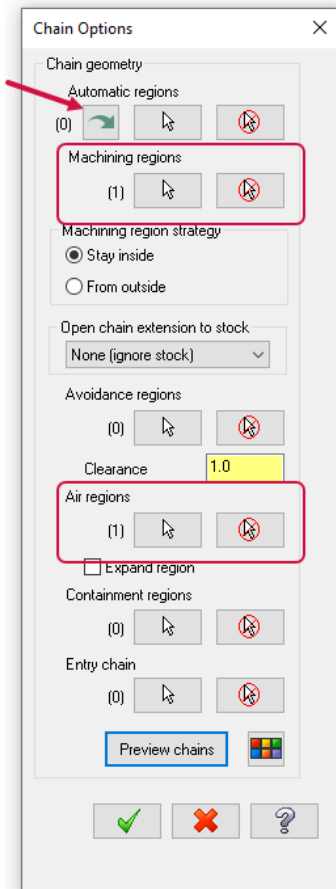 Chain Options
Chain geometry
Automatic regions
(0)
Machining regions
(1)
Machining region strategy
Stay inside
From outside
Open chain extension to stock
None (ignore stock)
Avoidance regions
(0)
Clearance 1.0
Air regions
(1)
Expand region
Containment regions
(0)
Entry chain
(0)
Preview chains